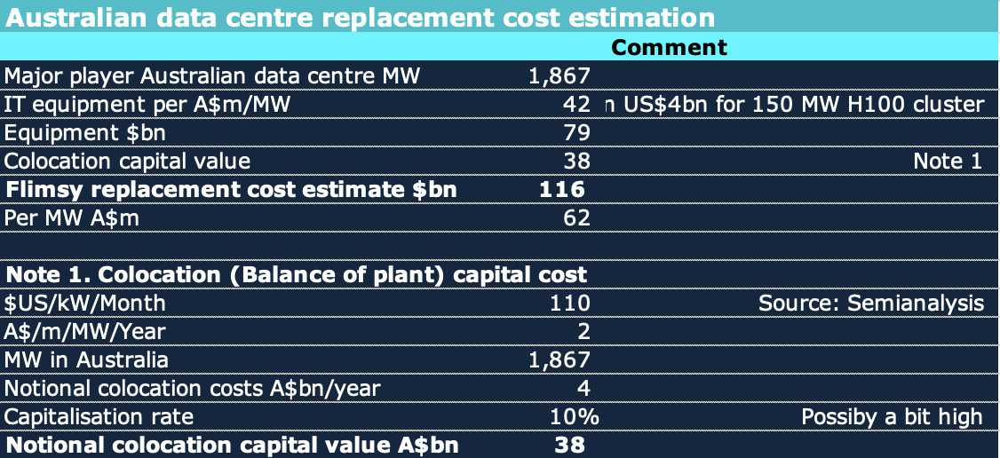 Australian data centre replacement cost estimation
Comment
Major player Australian data centre MW 1,867
IT equipment per A$m/MW 42 n US$4bn for 150 MW H100 cluster
Equipment $bn 79
Colocation capital value 38 Note 1
Flimsy replacement cost estimate $bn 116
Per MW A$m 62
Note 1. Colocation (Balance of plant) capital cost
$US/kW/Month 110 Source: Semianalysis
A$/m/MW/Year 2
MW in Australia 1,867
Notional colocation costs A$bn/year 4
Capitalisation rate 10% Possiby a bit high
Notional colocation capital value A$bn 38